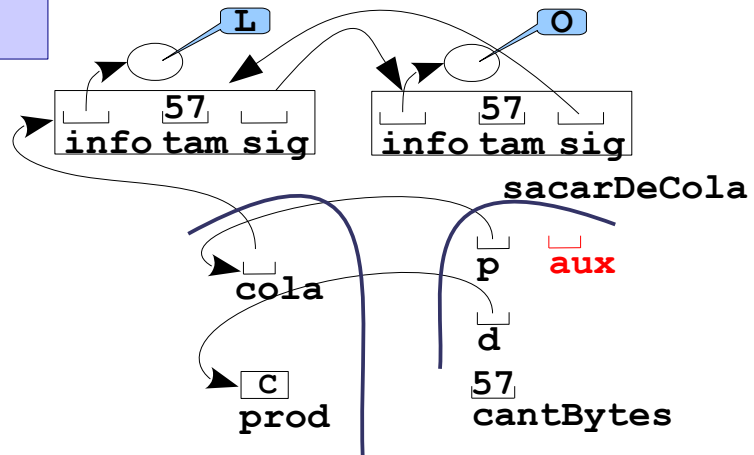 L O
57 57
info tam sig info tam sig
sacarDeCola
p aux
cola
d
C 57
prod cantBytes